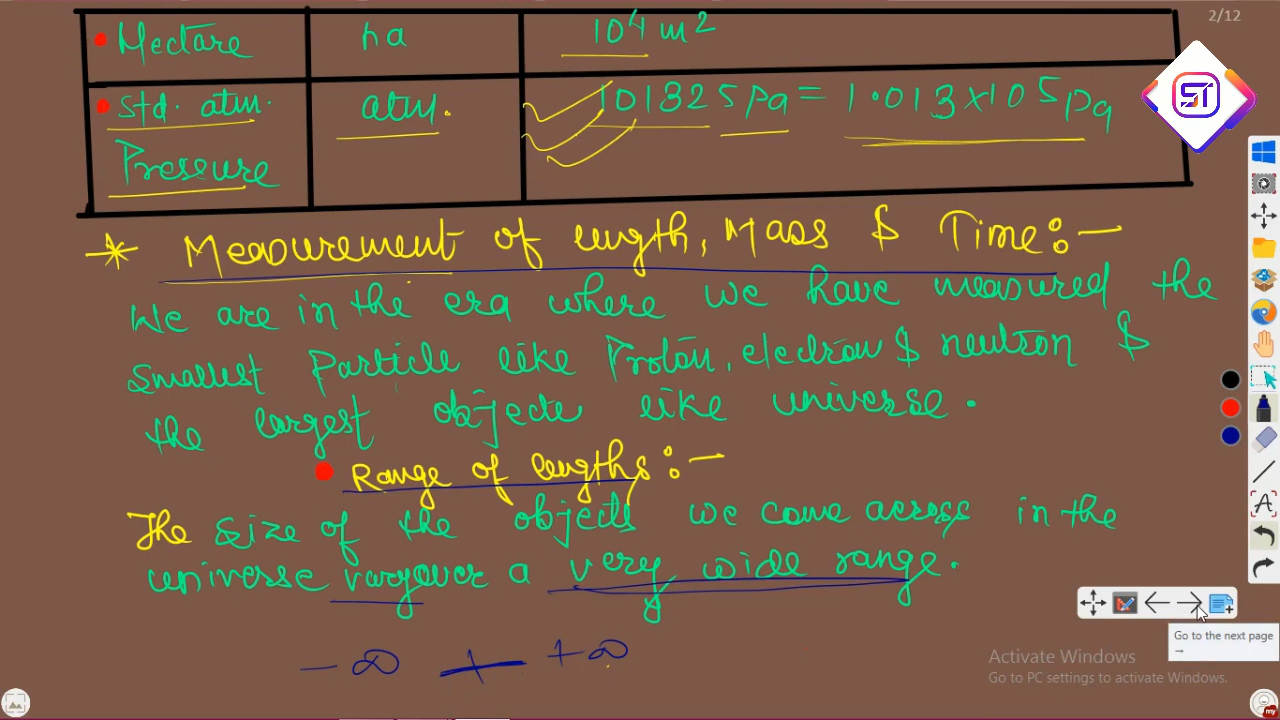 2/12
Hectare ha 10⁴ m²
Std. atm. atm. 101325 Pa = 1.013×10⁵ Pa
Pressure
* Measurement of length, Mass & Time:-
We are in the era where we have measured the
smallest Particle like Proton, electron & neutron &
the largest objects like universe.
Range of lengths:-
The size of the objects we come across in the
universe vary over a very wide range.
-∞ + +∞
Go to the next page
→
Activate Windows
Go to PC settings to activate Windows.